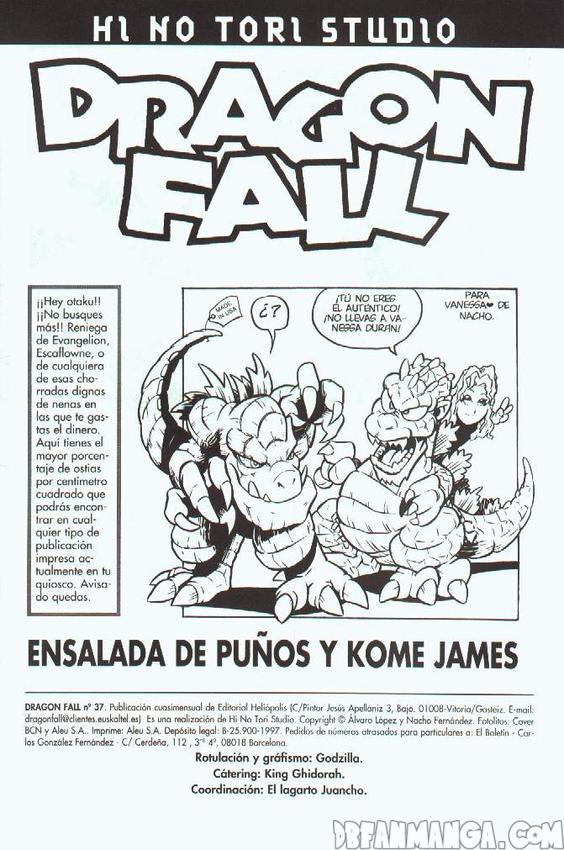 HI NO TORI STUDIO
DRAGON
FALL
¡¡Hey otaku!!
¡¡No busques
más!! Reniega
de Evangelion,
Escaflowne, o
de cualquiera
de esas cho-
rradas dignas
de nenas en
las que te gas-
tas el dinero.
Aquí tienes el
mayor porcen-
taje de ostias
por centimetro
cuadrado que
podrás encon-
trar en cual-
quier tipo de
publicación
impresa ac-
tualmente en tu
quiosco. Avisa-
do quedas.
MADE
IN USA
¿?
¡TÚ NO ERES
EL AUTENTICO!
¡NO LLEVAS A VA-
NESSA DURÁN!
PARA
VANESSA♥ DE
NACHO.
ENSALADA DE PUÑOS Y KOME JAMES
DRAGON FALL nº 37. Publicación cuasimensual de Editorial Heliópolis (C/Pintor Jesús Apellániz 3, Bajo. 01008-Vitoria/Gasteiz. E-mail:
dragonfall@clientes.euskaltel.es) Es una realización de Hi No Tori Studio. Copyright © Álvaro López y Nacho Fernández. Fotolitos: Cover
BCN y Aleu S.A.. Imprime: Aleu S.A. Depósito legal: B-25.900-1997. Pedidos de números atrasados para particulares a: El Boletín - Car-
los González Fernández - C/ Cerdeña, 112 , 3º 4º, 08018 Barcelona.
Rotulación y gráfismo: Godzilla.
Cátering: King Ghidorah.
Coordinación: El lagarto Juancho.
DBFANMANGA.COM